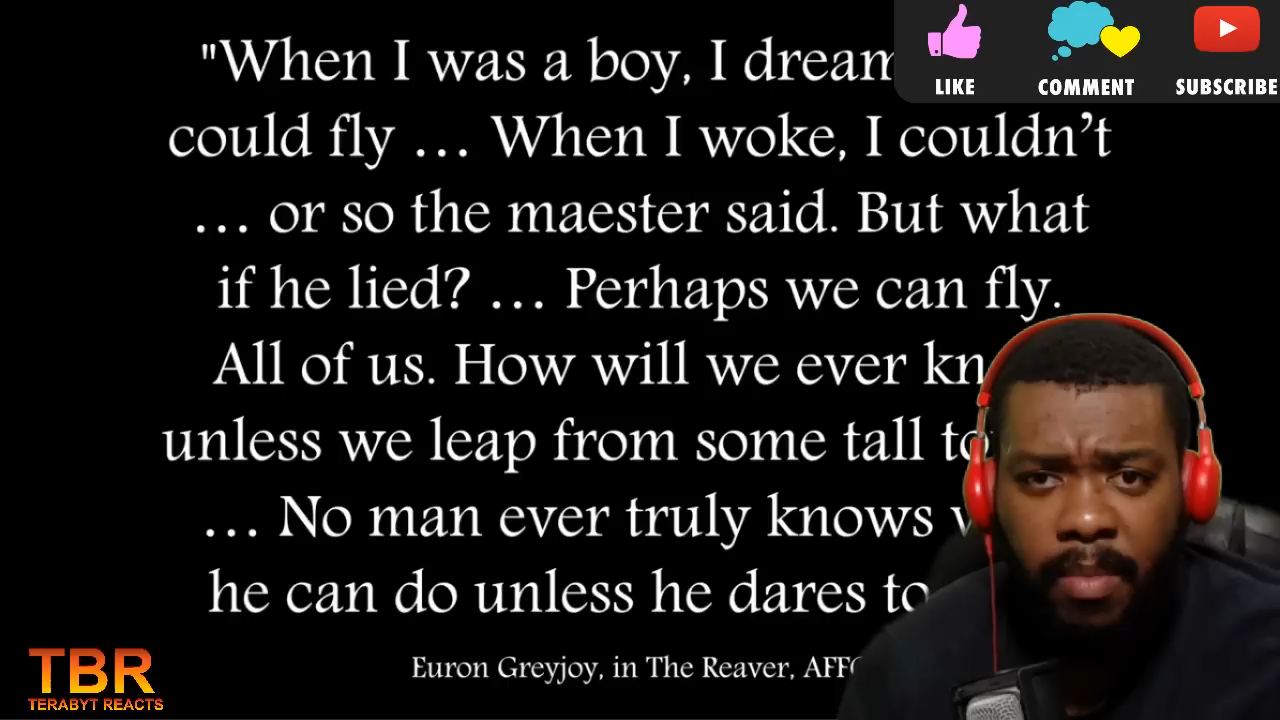 "When I was a boy, I dream
could fly … When I woke, I couldn’t
… or so the maester said. But what
if he lied? … Perhaps we can fly.
All of us. How will we ever kn
unless we leap from some tall to
… No man ever truly knows
he can do unless he dares to
Euron Greyjoy, in The Reaver, AFFC
LIKE
COMMENT
SUBSCRIBE
TBR
TERABYT REACTS